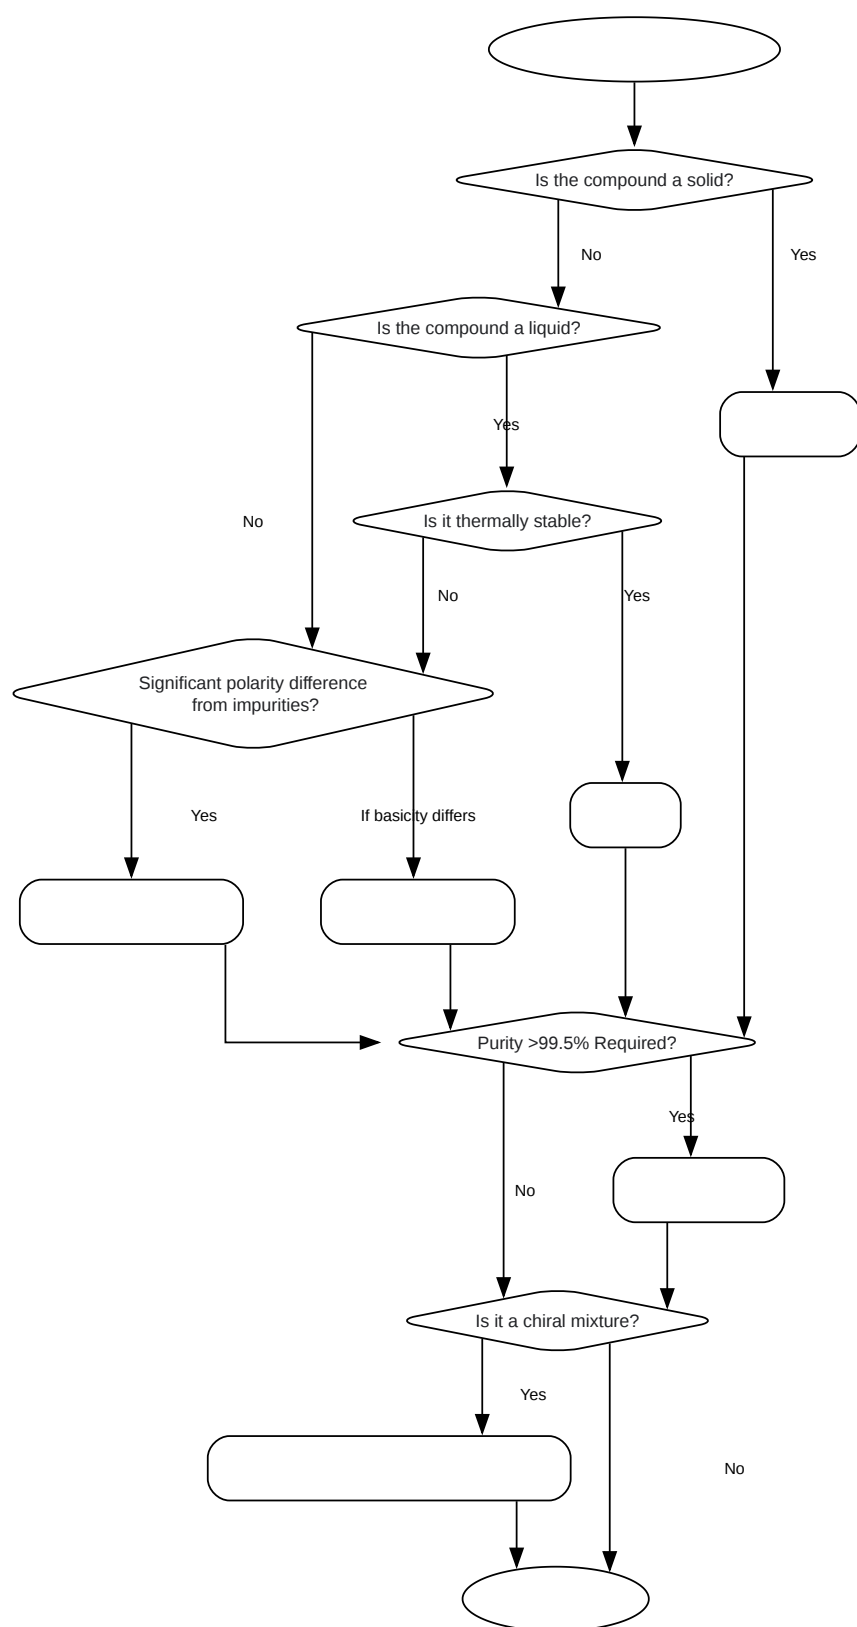 Is the compound a solid?
No
Yes
Is the compound a liquid?
Yes
No
Is it thermally stable?
No
Yes
Significant polarity difference
from impurities?
Yes
If basicity differs
Purity >99.5% Required?
Yes
No
Is it a chiral mixture?
Yes
No